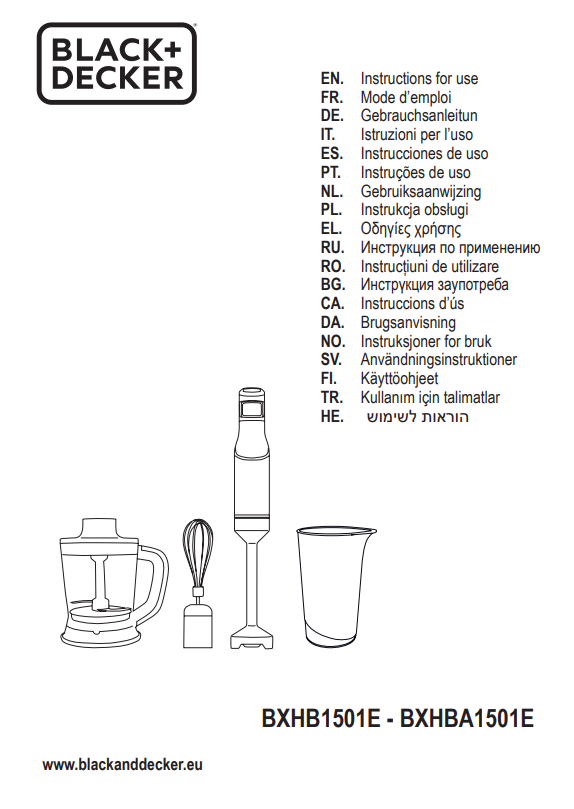 BLACK+
DECKER
EN. Instructions for use
FR. Mode d'emploi
DE. Gebrauchsanleitun
IT. Istruzioni per l'uso
ES. Instrucciones de uso
PT. Instruções de uso
NL. Gebruiksaanwijzing
PL. Instrukcja obsługi
EL. Οδηγίες χρήσης
RU. Инструкция по применению
RO. Instrucțiuni de utilizare
BG. Инструкция заупотреба
CA. Instruccions d'ús
DA. Brugsanvisning
NO. Instruksjoner for bruk
SV. Användningsinstruktioner
FI. Käyttöohjeet
TR. Kullanım için talimatlar
HE. הוראות לשימוש
BXHB1501E - BXHBA1501E
www.blackanddecker.eu